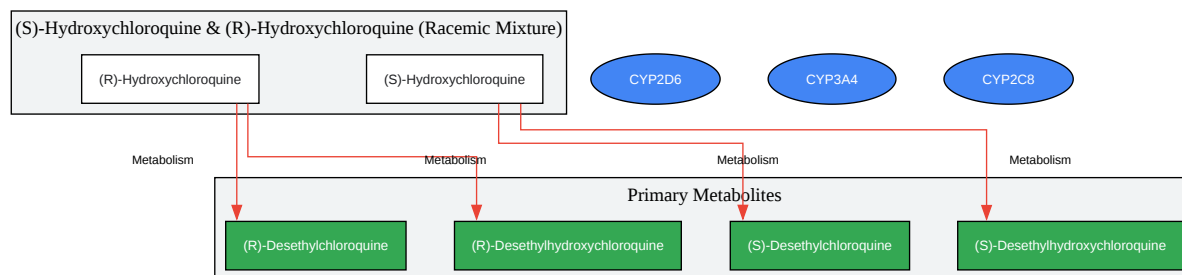 (S)-Hydroxychloroquine & (R)-Hydroxychloroquine (Racemic Mixture)
(R)-Hydroxychloroquine
(S)-Hydroxychloroquine
CYP2D6
CYP3A4
CYP2C8
Metabolism
Metabolism
Metabolism
Metabolism
Primary Metabolites
(R)-Desethylchloroquine
(R)-Desethylhydroxychloroquine
(S)-Desethylchloroquine
(S)-Desethylhydroxychloroquine